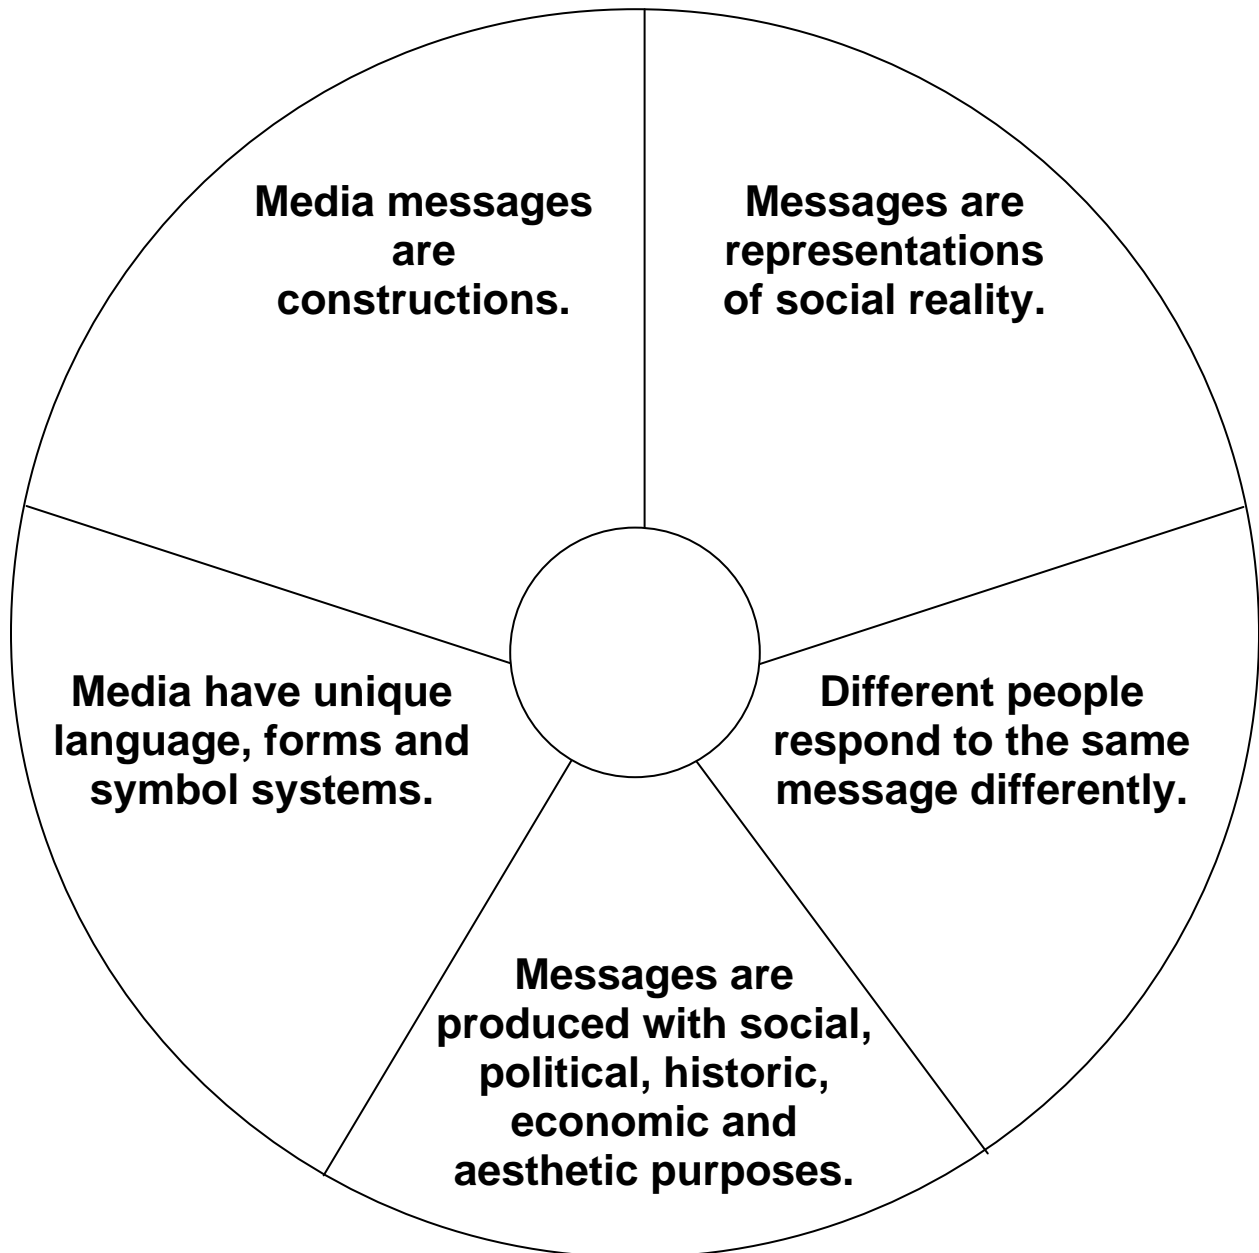 Media messages
are
constructions.
Messages are
representations
of social reality.
Media have unique
language, forms and
symbol systems.
Different people
respond to the same
message differently.
Messages are
produced with social,
political, historic,
economic and
aesthetic purposes.